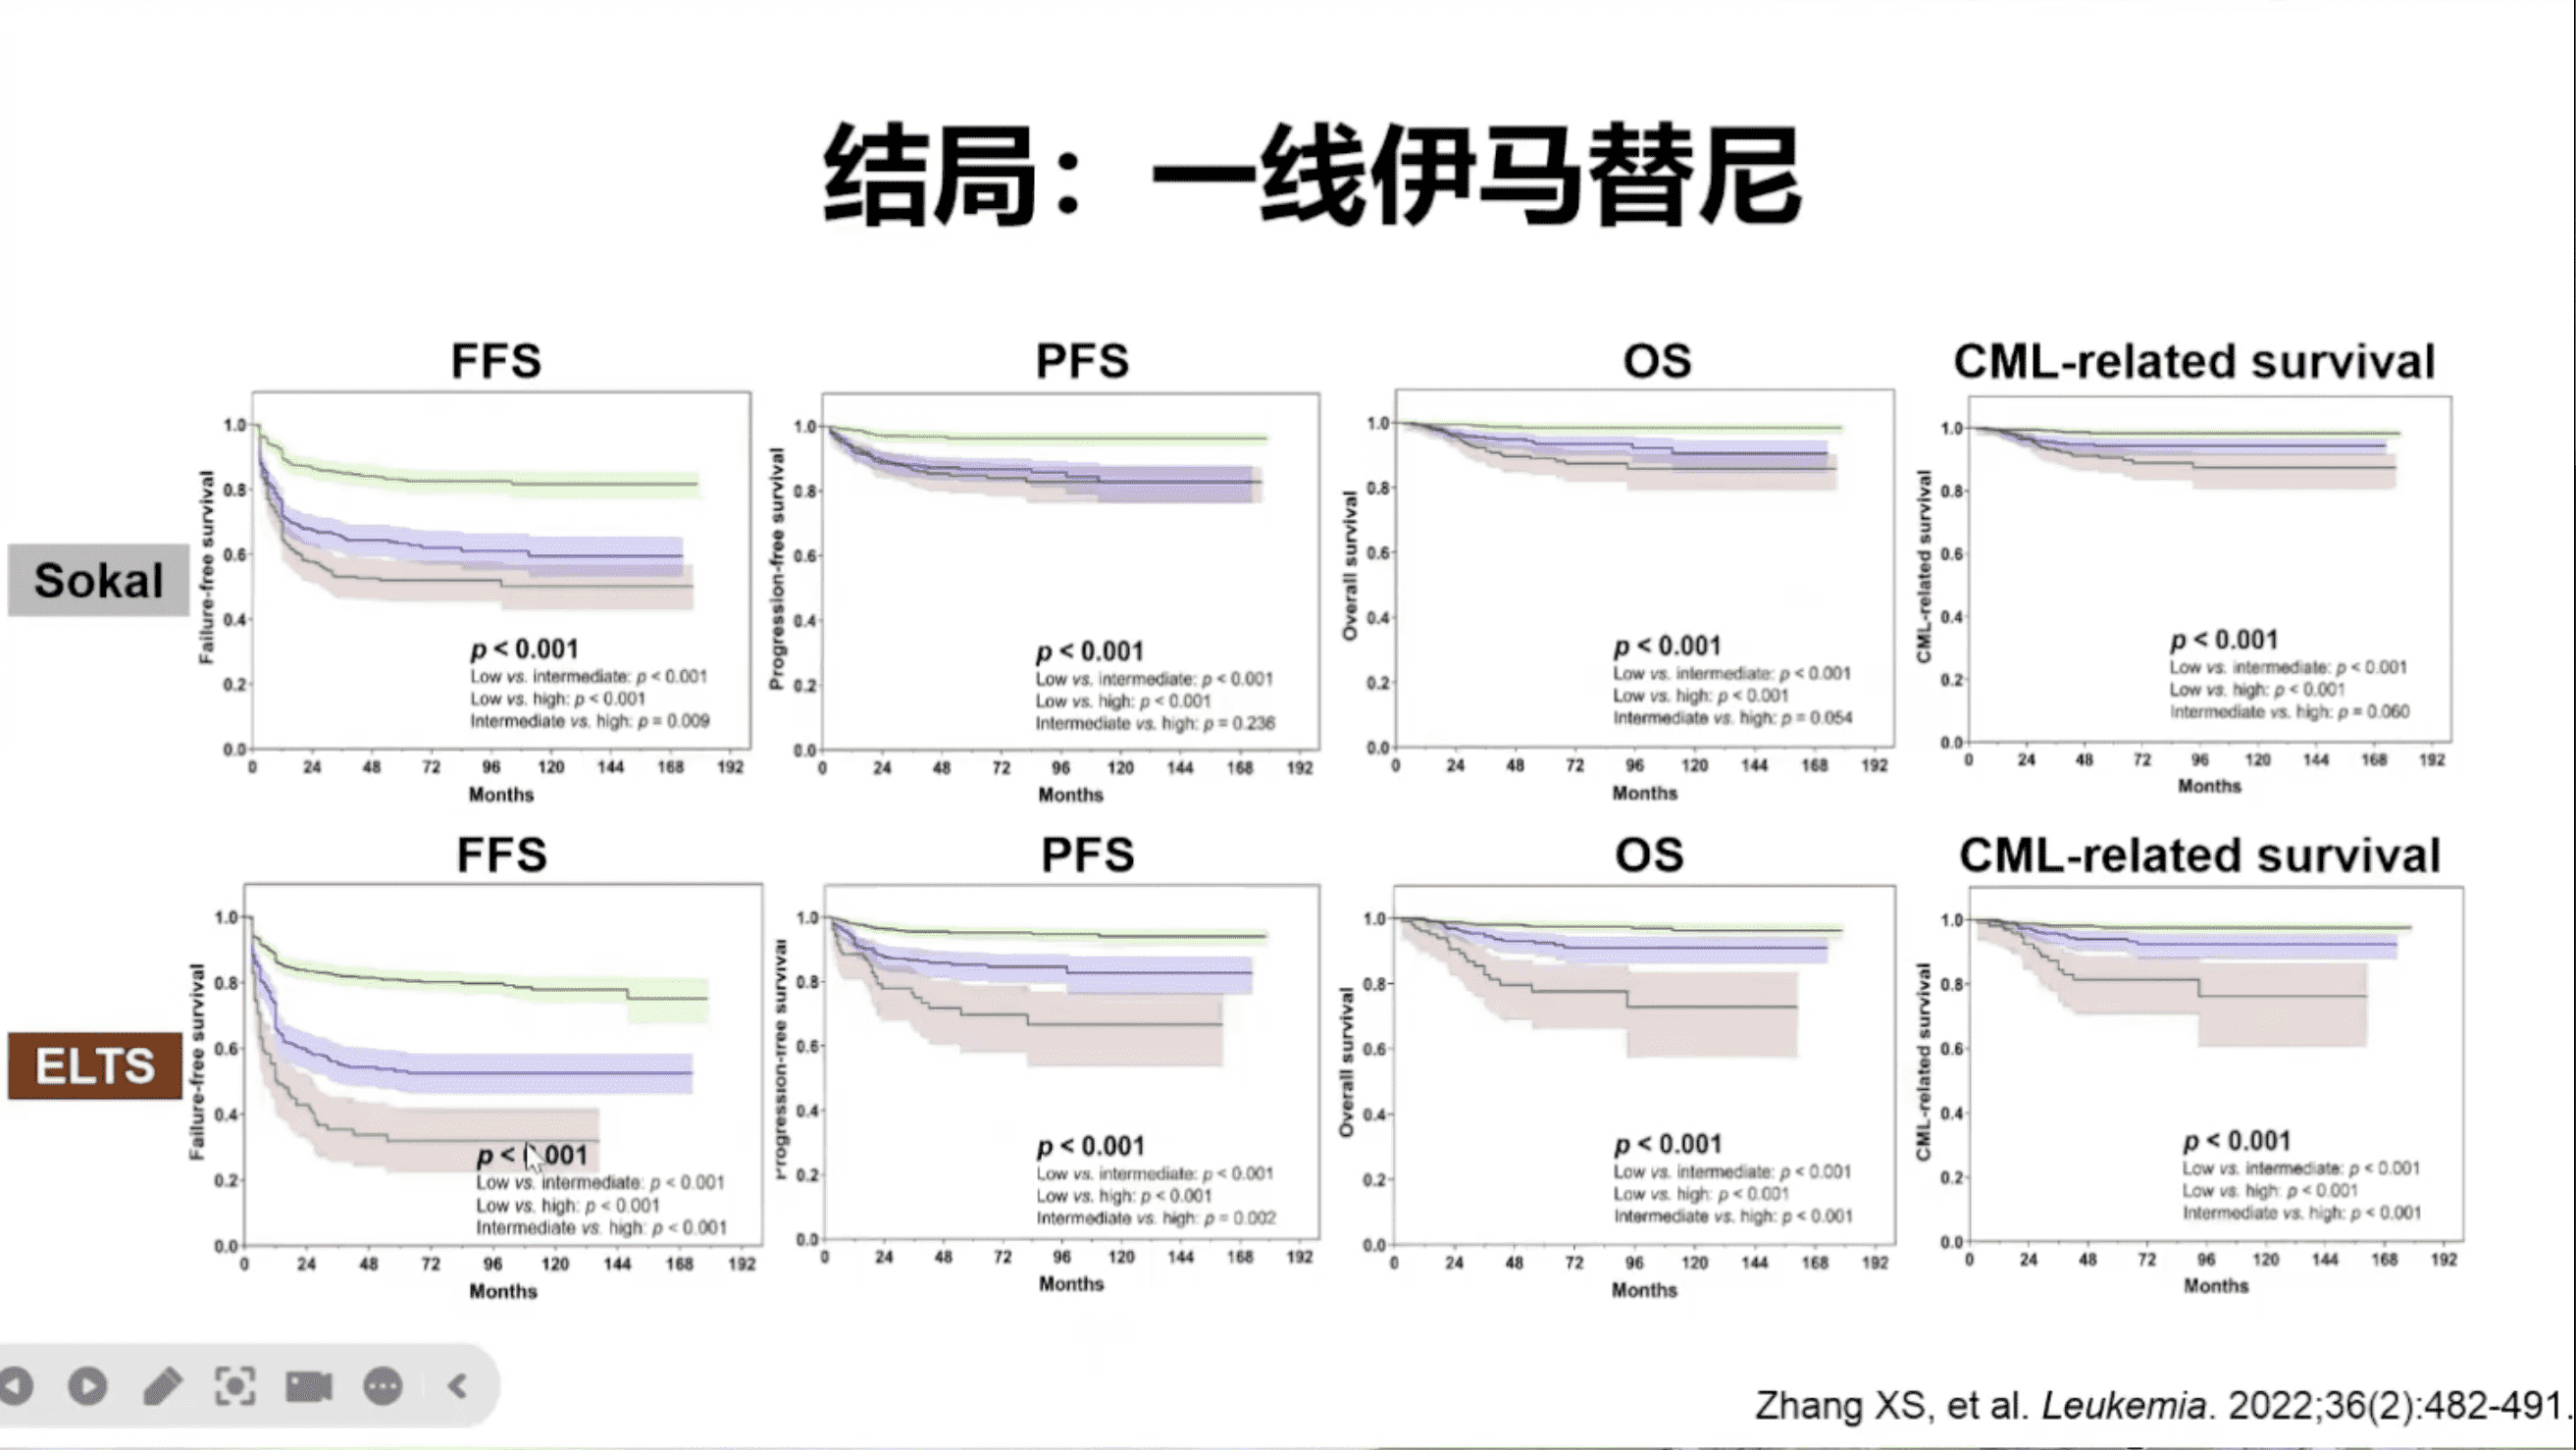 结局：一线伊马替尼
FFS
PFS
OS
CML-related survival
Sokal
Failure-free survival
1.0
0.8
0.6
0.4
0.2
0.0
p < 0.001
Low vs. intermediate: p < 0.001
Low vs. high: p < 0.001
Intermediate vs. high: p = 0.009
0 24 48 72 96 120 144 168 192
Months
Progression-free survival
1.0
0.8
0.6
0.4
0.2
0.0
p < 0.001
Low vs. intermediate: p < 0.001
Low vs. high: p < 0.001
Intermediate vs. high: p = 0.236
0 24 48 72 96 120 144 168 192
Months
Overall survival
1.0
0.8
0.6
0.4
0.2
0.0
p < 0.001
Low vs. intermediate: p < 0.001
Low vs. high: p < 0.001
Intermediate vs. high: p = 0.054
0 24 48 72 96 120 144 168 192
Months
CML-related survival
1.0
0.8
0.6
0.4
0.2
0.0
p < 0.001
Low vs. intermediate: p < 0.001
Low vs. high: p < 0.001
Intermediate vs. high: p = 0.060
0 24 48 72 96 120 144 168 192
Months
FFS
PFS
OS
CML-related survival
ELTS
Failure-free survival
1.0
0.8
0.6
0.4
0.2
0.0
p < 0.001
Low vs. intermediate: p < 0.001
Low vs. high: p < 0.001
Intermediate vs. high: p < 0.001
0 24 48 72 96 120 144 168 192
Months
Progression-free survival
1.0
0.8
0.6
0.4
0.2
0.0
p < 0.001
Low vs. intermediate: p < 0.001
Low vs. high: p < 0.001
Intermediate vs. high: p = 0.002
0 24 48 72 96 120 144 168 192
Months
Overall survival
1.0
0.8
0.6
0.4
0.2
0.0
p < 0.001
Low vs. intermediate: p < 0.001
Low vs. high: p < 0.001
Intermediate vs. high: p < 0.001
0 24 48 72 96 120 144 168 192
Months
CML-related survival
1.0
0.8
0.6
0.4
0.2
0.0
p < 0.001
Low vs. intermediate: p < 0.001
Low vs. high: p < 0.001
Intermediate vs. high: p < 0.001
0 24 48 72 96 120 144 168 192
Months
Zhang XS, et al. Leukemia. 2022;36(2):482-491.